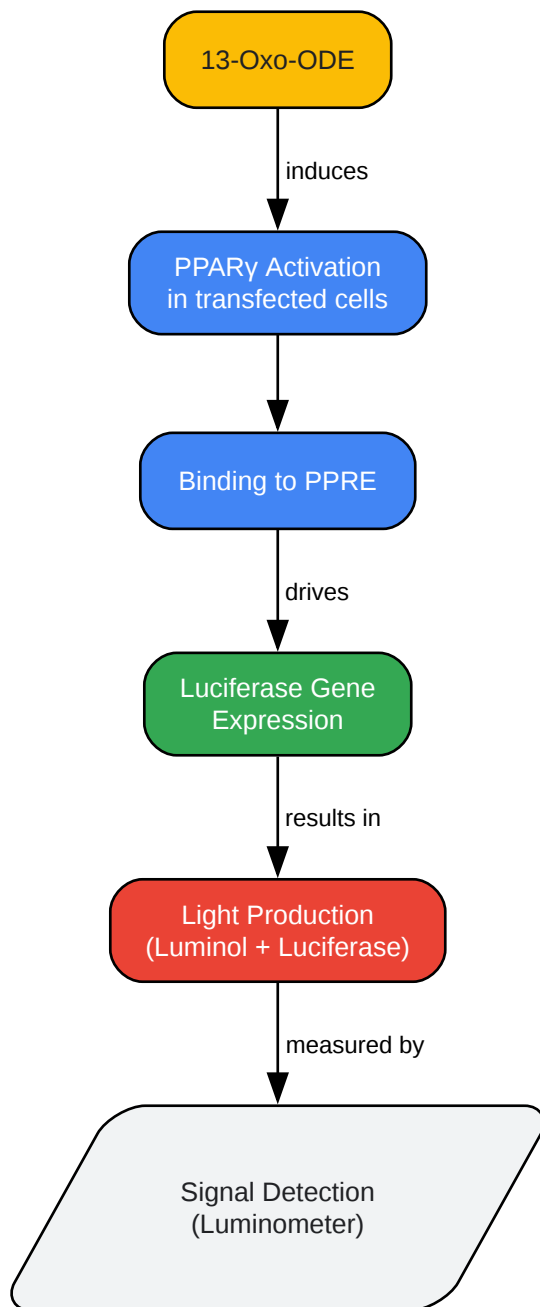 13-Oxo-ODE
induces
PPARγ Activation
in transfected cells
Binding to PPRE
drives
Luciferase Gene
Expression
results in
Light Production
(Luminol + Luciferase)
measured by
Signal Detection
(Luminometer)